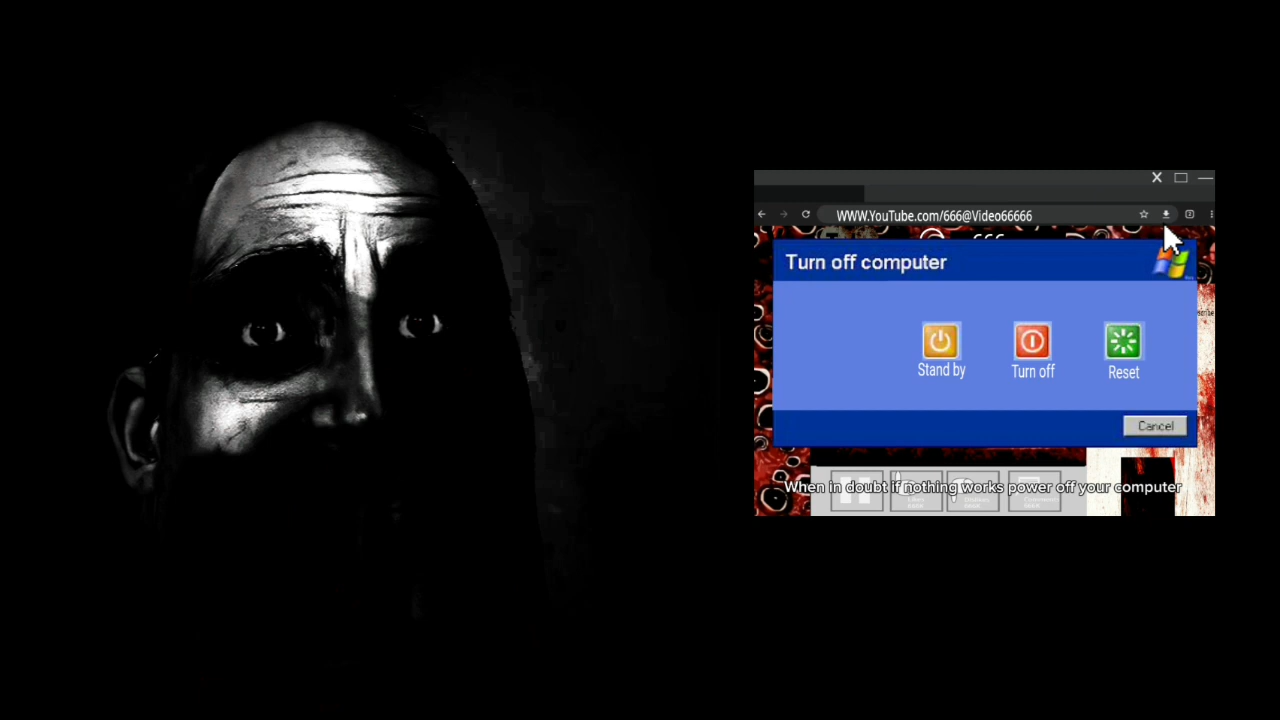 WWW.YouTube.com/666@Video66666
666
Turn off computer
Stand by
Turn off
Reset
Cancel
When in doubt if nothing works power off your computer